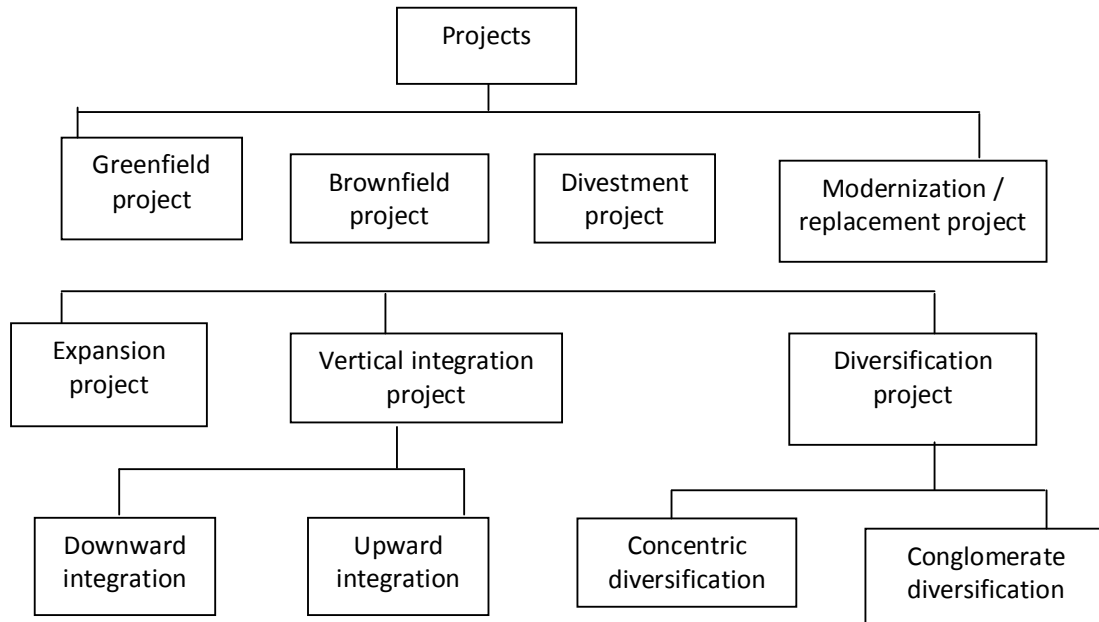 Projects
Greenfield
project
Brownfield
project
Divestment
project
Modernization /
replacement project
Expansion
project
Vertical integration
project
Diversification
project
Downward
integration
Upward
integration
Concentric
diversification
Conglomerate
diversification